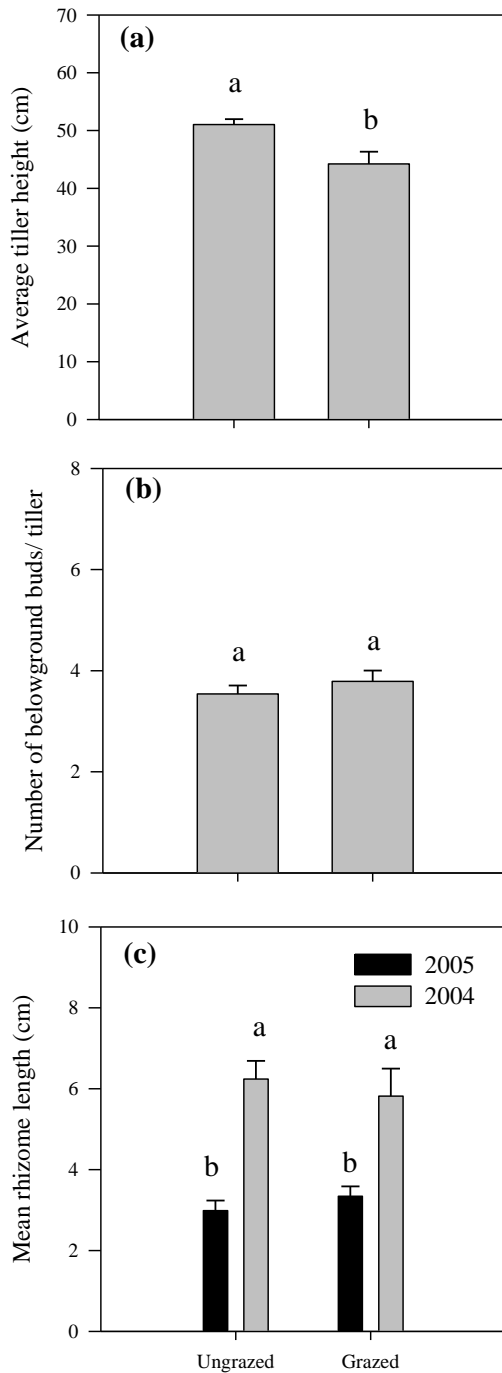 Average tiller height (cm)
70
60
50
40
30
20
10
0
(a)
a
b
Number of belowground buds/ tiller
8
6
4
2
0
(b)
a
a
Mean rhizome length (cm)
10
8
6
4
2
0
(c)
2005
2004
b
a
b
a
Ungrazed
Grazed